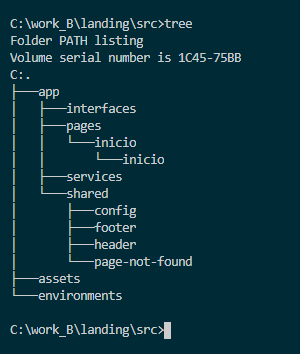 C:\work_B\landing\src>tree
Folder PATH listing
Volume serial number is 1C45-75BB
C:.
├───app
│   ├───interfaces
│   ├───pages
│   │   └───inicio
│   │       └───inicio
│   ├───services
│   └───shared
│       ├───config
│       ├───footer
│       ├───header
│       └───page-not-found
├───assets
└───environments
C:\work_B\landing\src>